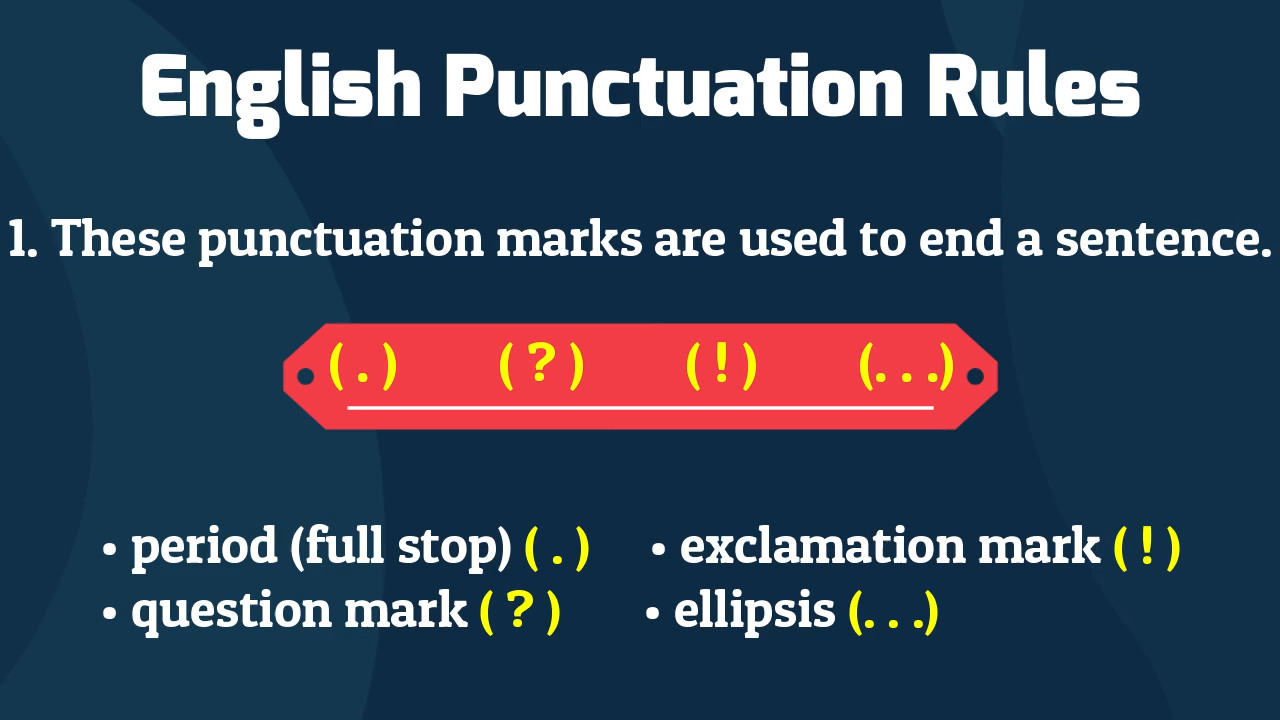 English Punctuation Rules
1. These punctuation marks are used to end a sentence.
( . ) ( ? ) ( ! ) (. . .)
• period (full stop) ( . )
• question mark ( ? )
• exclamation mark ( ! )
• ellipsis (. . .)